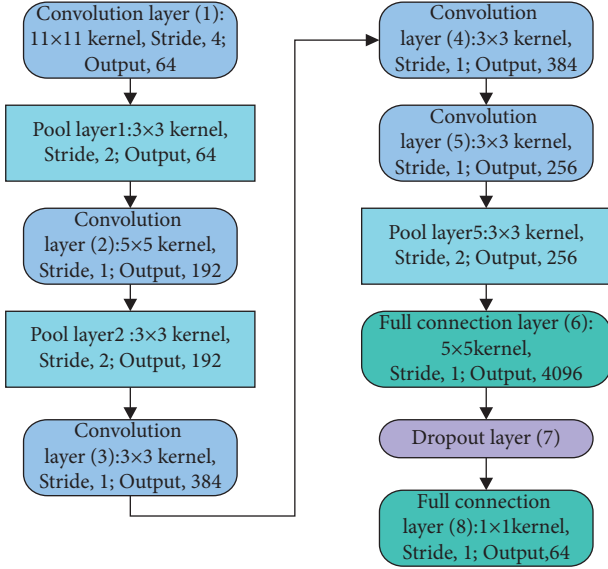 Convolution layer (1):
11×11 kernel, Stride, 4;
Output, 64
Pool layer1:3×3 kernel,
Stride, 2; Output, 64
Convolution
layer (2):5×5 kernel,
Stride, 1; Output, 192
Pool layer2 :3×3 kernel,
Stride, 2; Output, 192
Convolution
layer (3):3×3 kernel,
Stride, 1; Output, 384
Convolution
layer (4):3×3 kernel,
Stride, 1; Output, 384
Convolution
layer (5):3×3 kernel,
Stride, 1; Output, 256
Pool layer5:3×3 kernel,
Stride, 2; Output, 256
Full connection layer (6):
5×5kernel,
Stride, 1; Output, 4096
Dropout layer (7)
Full connection
layer (8):1×1kernel,
Stride, 1; Output,64